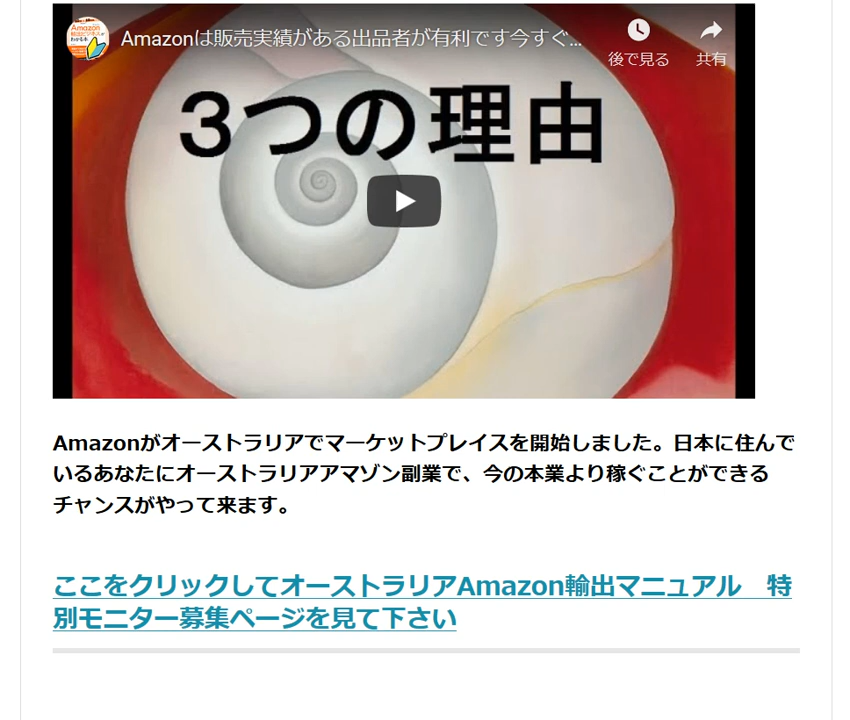 Amazonは販売実績がある出品者が有利です今すぐ...
後で見る
共有
3つの理由
Amazonがオーストラリアでマーケットプレイスを開始しました。日本に住んで
いるあなたにオーストラリアアマゾン副業で、今の本業より稼ぐことができる
チャンスがやって来ます。
ここをクリックしてオーストラリアAmazon輸出マニュアル　特
別モニター募集ページを見て下さい